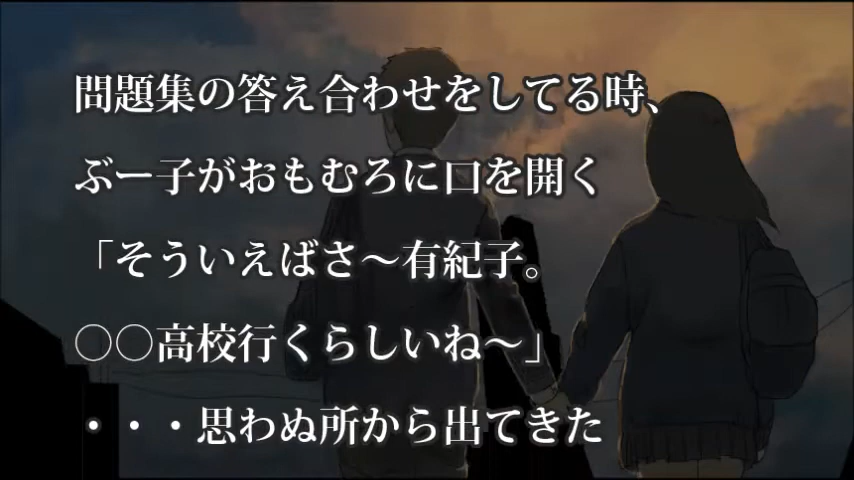 問題集の答え合わせをしてる時、
ぶー子がおもむろに口を開く
「そういえばさ～有紀子。
○○高校行くらしいね～」
・・・思わぬ所から出てきた